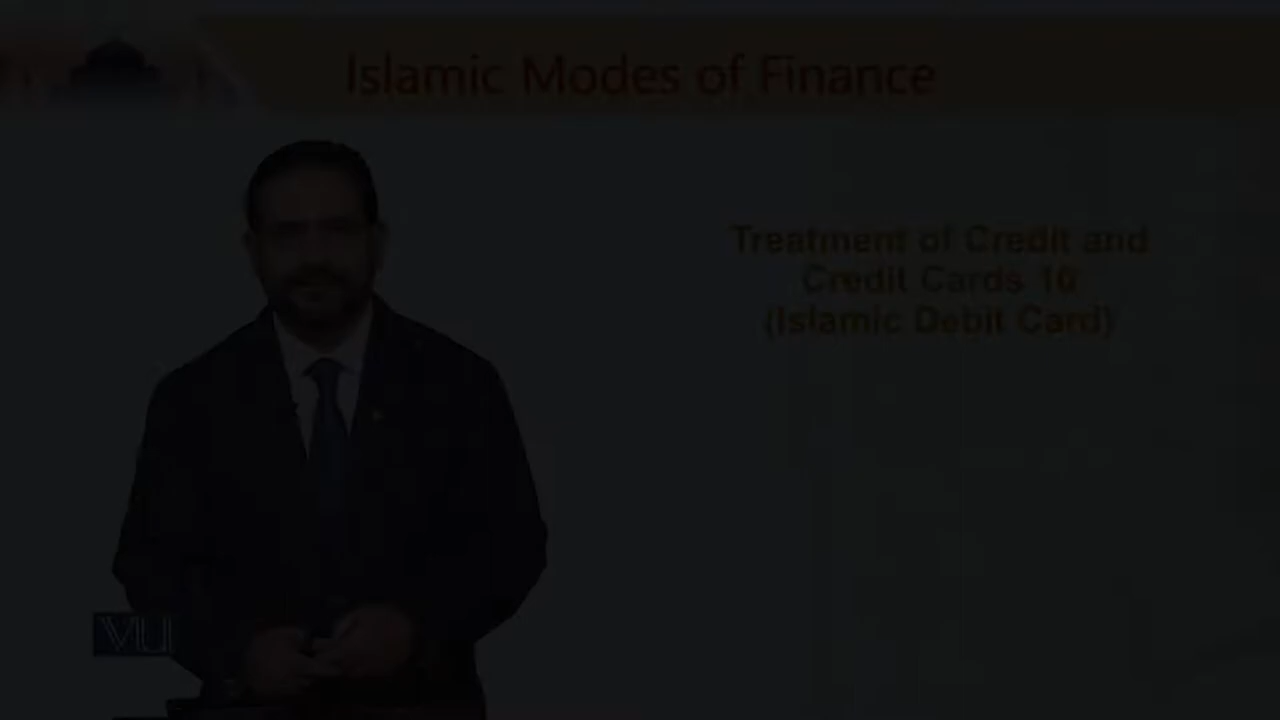 Islamic Modes of Finance
Treatment of Credit and
Credit Cards 10
(Islamic Debit Card)
VU